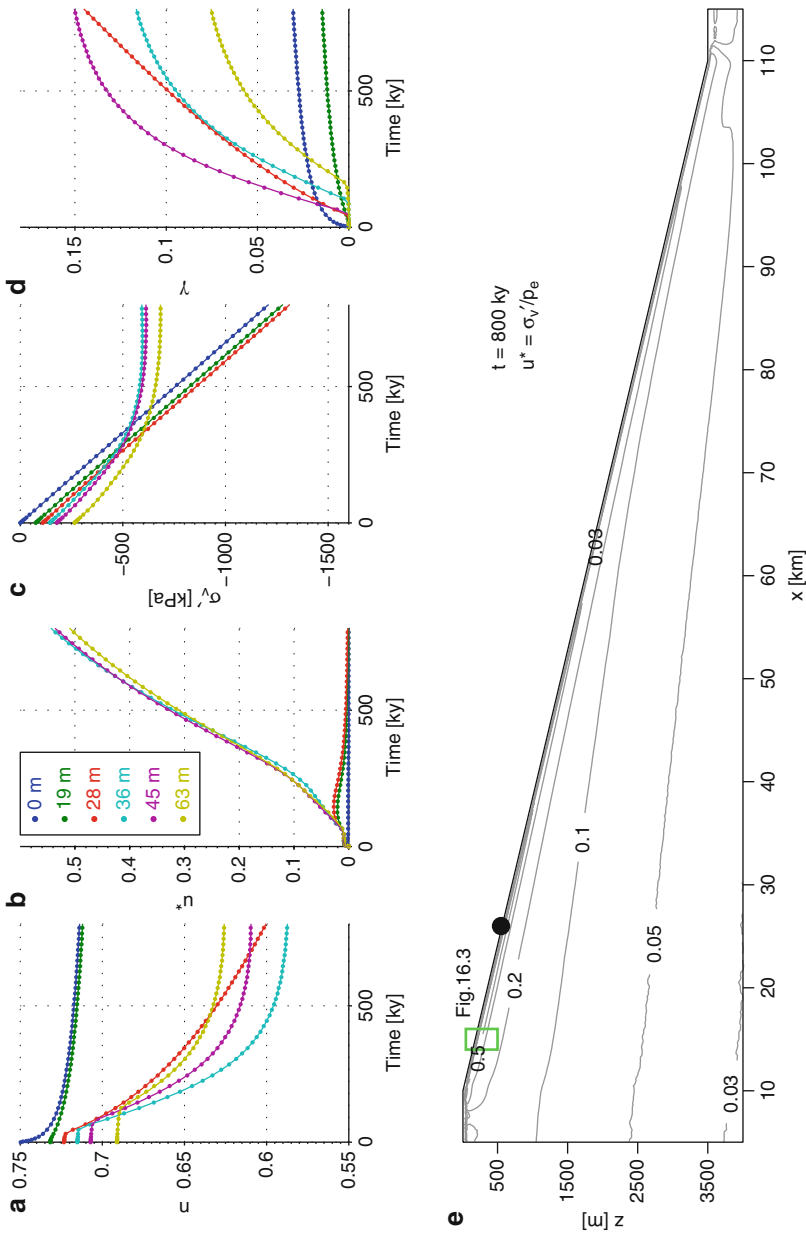 a
n
0.75
0.7
0.65
0.6
0.55
0
500
Time [ky]
b
u*
0.5
0.4
0.3
0.2
0.1
0
0 m
19 m
28 m
36 m
45 m
63 m
0
500
Time [ky]
c
σv′ [kPa]
0
−500
−1000
−1500
0
500
Time [ky]
d
γ
0.15
0.1
0.05
0
0
500
Time [ky]
e
t = 800 ky
u* = σv′/pe
Fig.16.3
0.5
0.2
0.1
0.05
0.03
0.03
z [m]
500
1500
2500
3500
10
20
30
40
50
60
70
80
90
100
110
x [km]